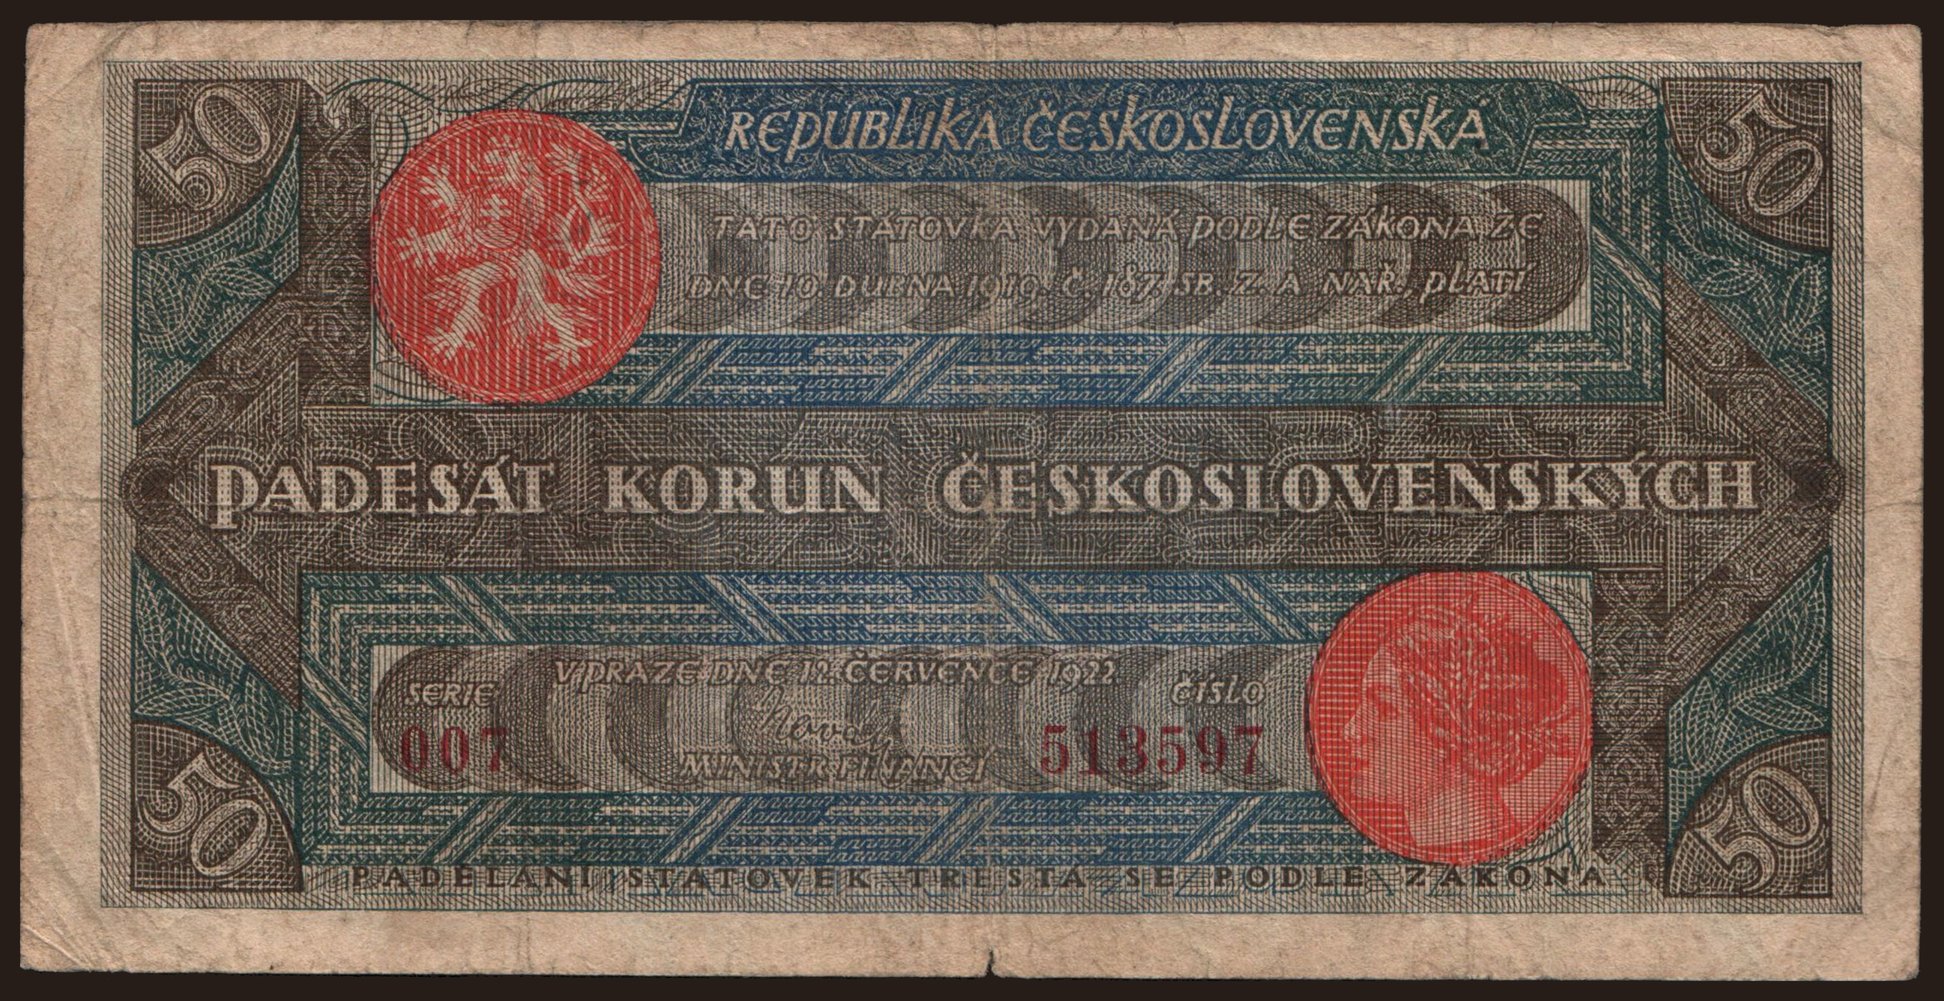 50
50
REPUBLIKA ČESKOSLOVENSKÁ
TATO STÁTOVKA VYDANÁ PODLE ZÁKONA ZE
DNE 10. DUBNA 1919. Č. 187. SB. Z. A NAŘ., PLATÍ
PADESÁT KORUN ČESKOSLOVENSKÝCH
V PRAZE DNE 12. ČERVENCE 1922
SERIE
ČÍSLO
007
Novák
513597
MINISTR FINANCÍ
50
50
PADĚLÁNÍ STÁTOVEK TRESTÁ SE PODLE ZÁKONA